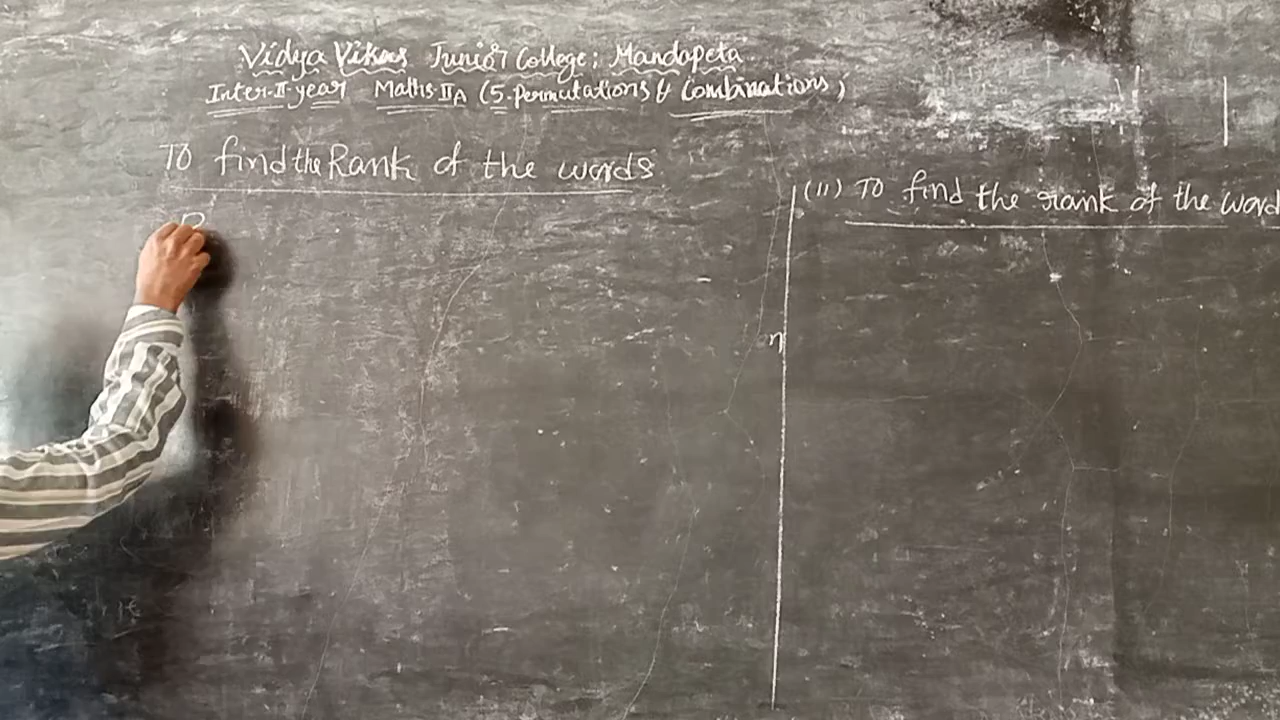 Vidya Vikas Junior College; Mandapeta
Inter-II-year Maths IIA (5. Permutations & Combinations)
TO find the Rank of the words
(11) TO find the rank of the word
n